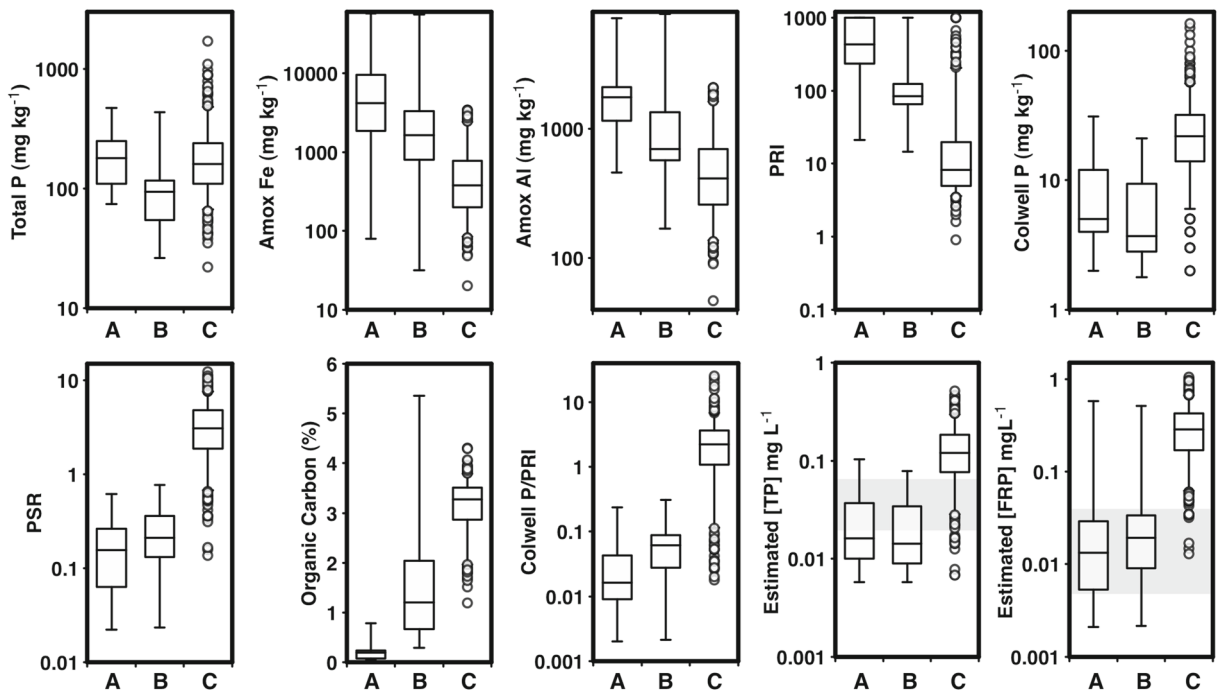 Total P (mg kg⁻¹)
1000
100
10
A B C
Amox Fe (mg kg⁻¹)
10000
1000
100
10
A B C
Amox Al (mg kg⁻¹)
1000
100
A B C
PRI
1000
100
10
1
0.1
A B C
Colwell P (mg kg⁻¹)
100
10
1
A B C
PSR
10
1
0.1
0.01
A B C
Organic Carbon (%)
6
5
4
3
2
1
0
A B C
Colwell P/PRI
10
1
0.1
0.01
0.001
A B C
Estimated [TP] mg L⁻¹
1
0.1
0.01
0.001
A B C
Estimated [FRP] mgL⁻¹
1
0.1
0.01
0.001
A B C